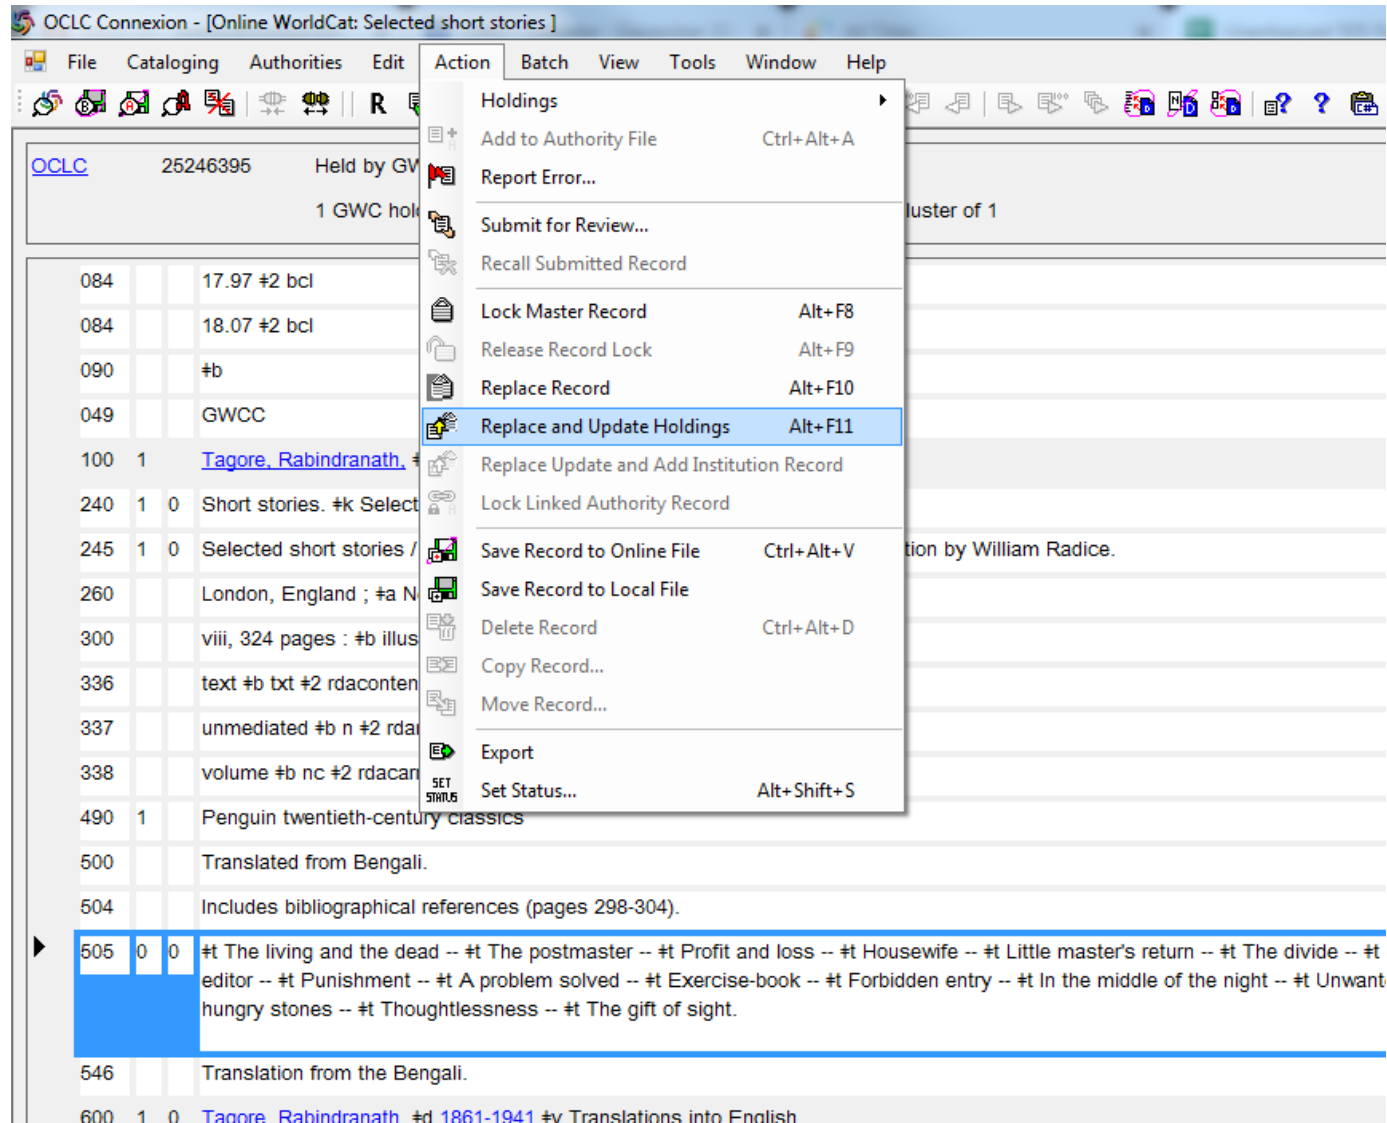 OCLC Connexion - [Online WorldCat: Selected short stories ]
File Cataloging Authorities Edit Action Batch View Tools Window Help
R
Holdings
Add to Authority File Ctrl+Alt+A
Report Error...
Submit for Review...
Recall Submitted Record
Lock Master Record Alt+F8
Release Record Lock Alt+F9
Replace Record Alt+F10
Replace and Update Holdings Alt+F11
Replace Update and Add Institution Record
Lock Linked Authority Record
Save Record to Online File Ctrl+Alt+V
Save Record to Local File
Delete Record Ctrl+Alt+D
Copy Record...
Move Record...
Export
SET STATUS Set Status... Alt+Shift+S
OCLC 25246395 Held by GW
1 GWC hol luster of 1
084 17.97 ‡2 bcl
084 18.07 ‡2 bcl
090 ‡b
049 GWCC
100 1 Tagore, Rabindranath, ‡
240 1 0 Short stories. ‡k Select
245 1 0 Selected short stories / tion by William Radice.
260 London, England ; ‡a N
300 viii, 324 pages : ‡b illus
336 text ‡b txt ‡2 rdaconten
337 unmediated ‡b n ‡2 rda
338 volume ‡b nc ‡2 rdacar
490 1 Penguin twentieth-century classics
500 Translated from Bengali.
504 Includes bibliographical references (pages 298-304).
505 0 0 ‡t The living and the dead -- ‡t The postmaster -- ‡t Profit and loss -- ‡t Housewife -- ‡t Little master's return -- ‡t The divide -- ‡t
editor -- ‡t Punishment -- ‡t A problem solved -- ‡t Exercise-book -- ‡t Forbidden entry -- ‡t In the middle of the night -- ‡t Unwant
hungry stones -- ‡t Thoughtlessness -- ‡t The gift of sight.
546 Translation from the Bengali.
600 1 0 Tagore, Rabindranath, ‡d 1861-1941 ‡v Translations into English